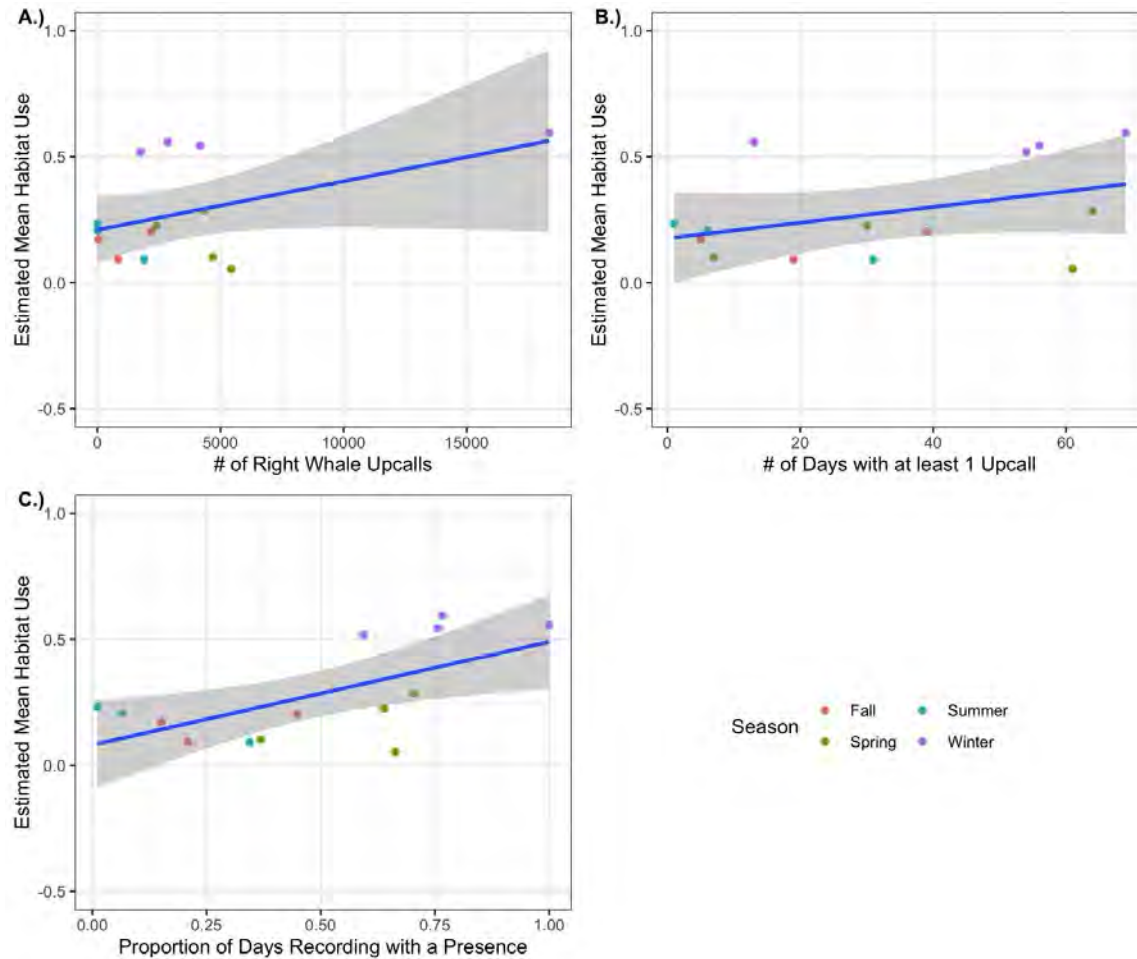 A.)
1.0
0.5
0.0
-0.5
Estimated Mean Habitat Use
0
5000
10000
15000
# of Right Whale Upcalls
B.)
1.0
0.5
0.0
-0.5
Estimated Mean Habitat Use
0
20
40
60
# of Days with at least 1 Upcall
C.)
1.0
0.5
0.0
-0.5
Estimated Mean Habitat Use
0.00
0.25
0.50
0.75
1.00
Proportion of Days Recording with a Presence
Season
Fall
Summer
Spring
Winter